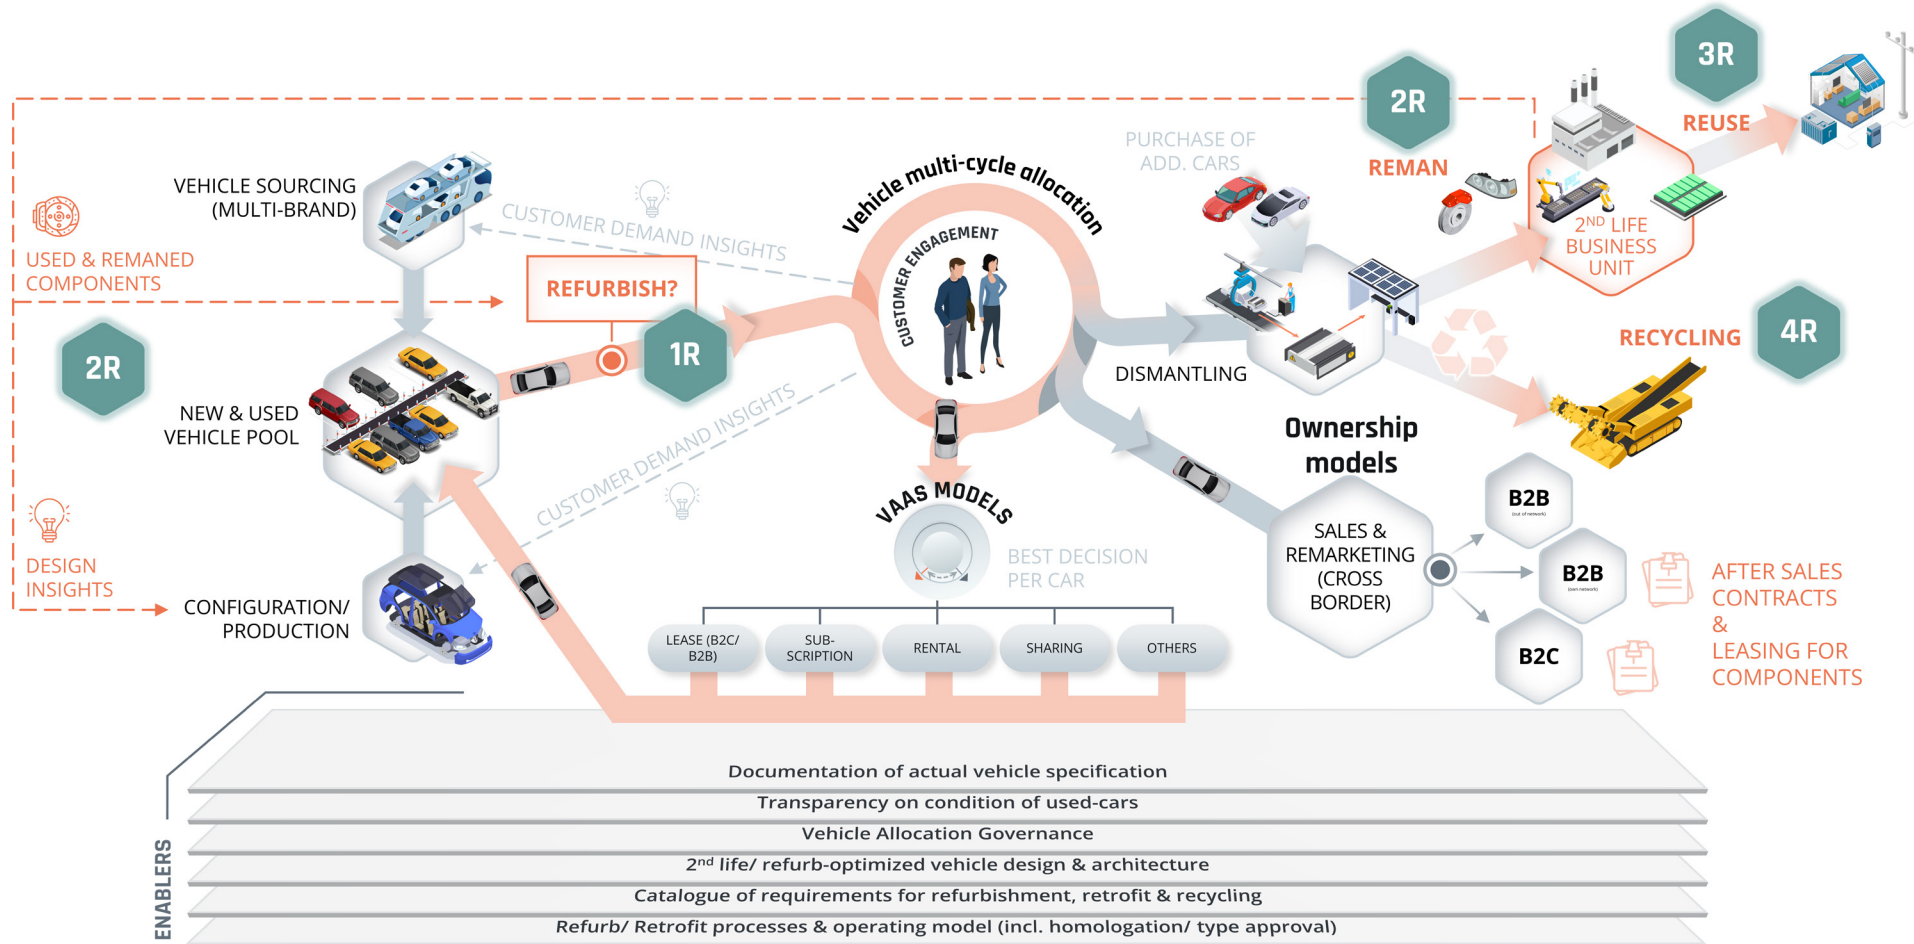 3R
REUSE
2R
REMAN
PURCHASE OF
ADD. CARS
Vehicle multi-cycle allocation
CUSTOMER ENGAGEMENT
VEHICLE SOURCING
(MULTI-BRAND)
CUSTOMER DEMAND INSIGHTS
USED & REMANED
COMPONENTS
REFURBISH?
1R
2R
2ND LIFE
BUSINESS
UNIT
RECYCLING
4R
DISMANTLING
NEW & USED
VEHICLE POOL
CUSTOMER DEMAND INSIGHTS
Ownership
models
VAAS MODELS
BEST DECISION
PER CAR
DESIGN
INSIGHTS
CONFIGURATION/
PRODUCTION
SALES &
REMARKETING
(CROSS
BORDER)
B2B
(out of network)
B2B
(own network)
B2C
AFTER SALES
CONTRACTS
&
LEASING FOR
COMPONENTS
LEASE (B2C/
B2B)
SUB-
SCRIPTION
RENTAL
SHARING
OTHERS
ENABLERS
Documentation of actual vehicle specification
Transparency on condition of used-cars
Vehicle Allocation Governance
2nd life/ refurb-optimized vehicle design & architecture
Catalogue of requirements for refurbishment, retrofit & recycling
Refurb/ Retrofit processes & operating model (incl. homologation/ type approval)